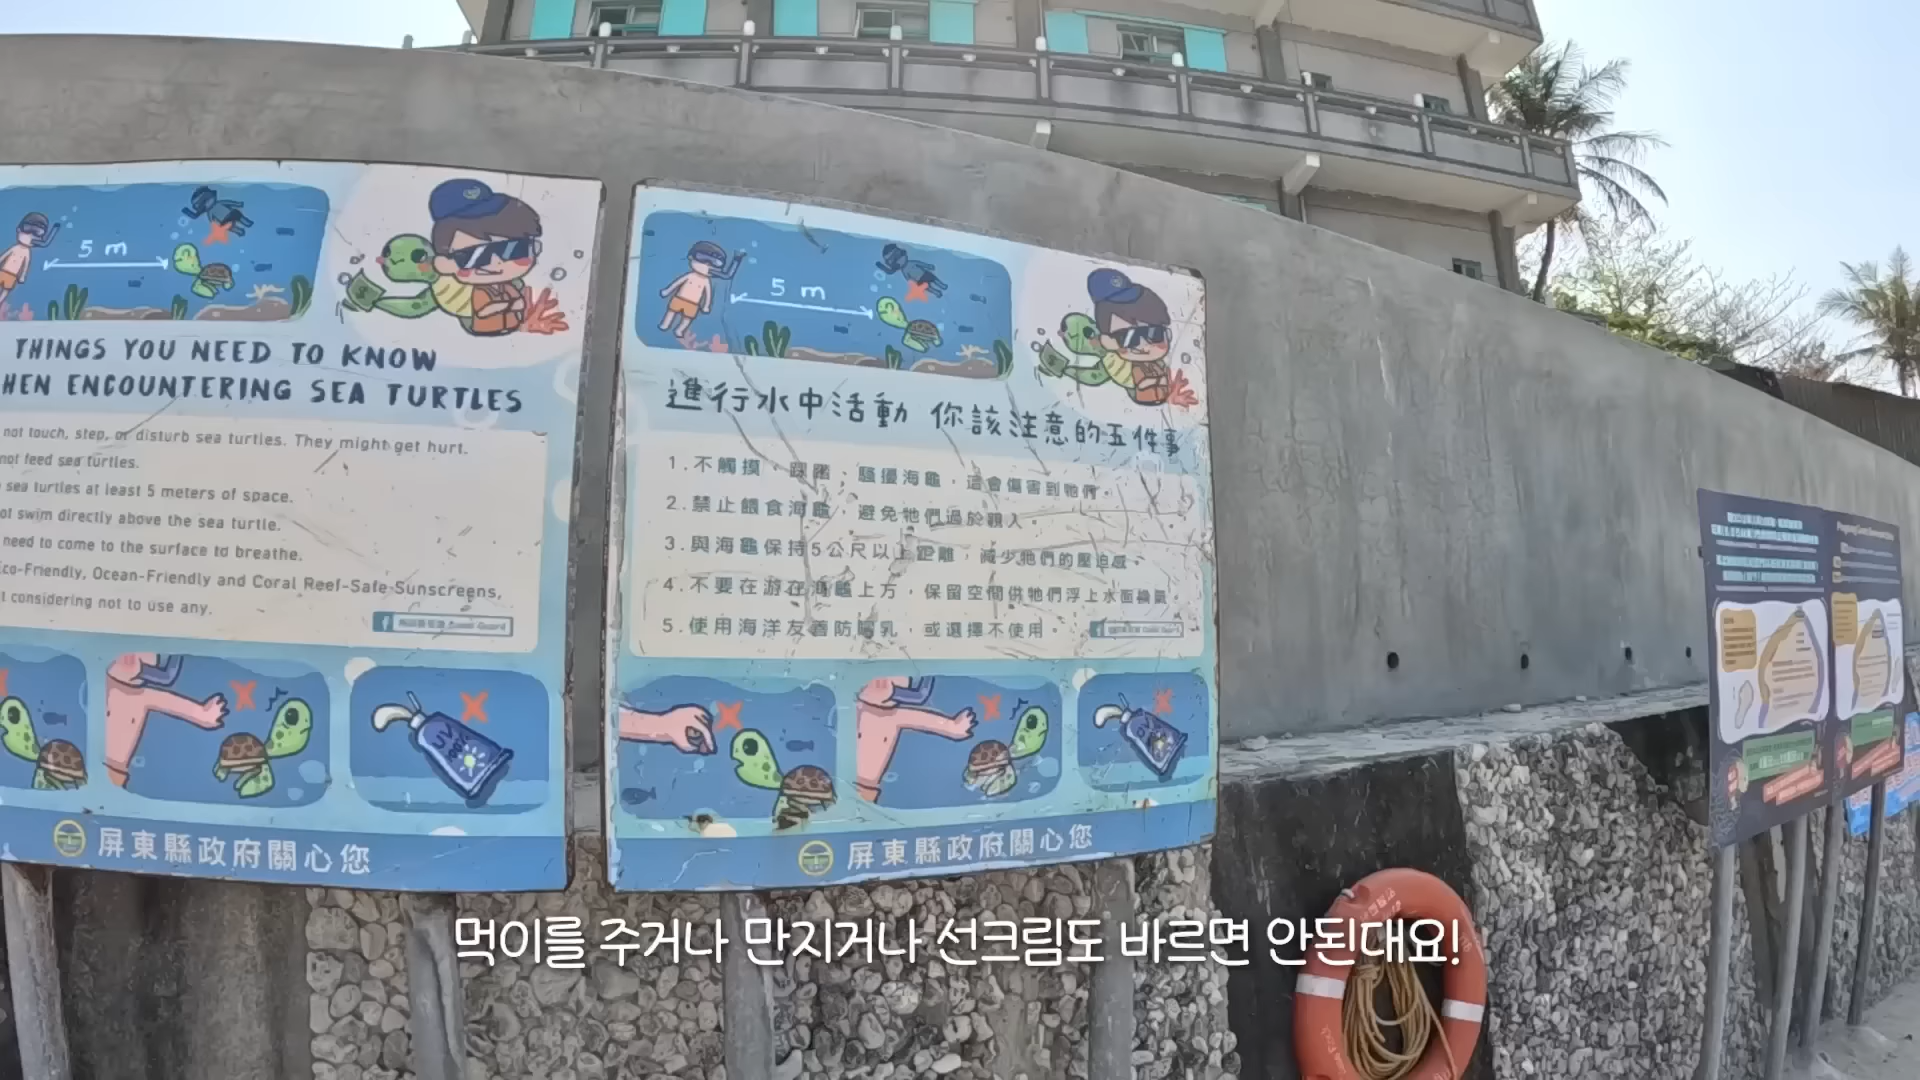 5 m
THINGS YOU NEED TO KNOW
HEN ENCOUNTERING SEA TURTLES
not touch, step, or disturb sea turtles. They might get hurt.
not feed sea turtles.
sea turtles at least 5 meters of space.
ot swim directly above the sea turtle.
need to come to the surface to breathe.
Eco-Friendly, Ocean-Friendly and Coral Reef-Safe Sunscreens,
considering not to use any.
屏東縣政府關心您
5 m
進行水中活動 你該注意的五件事
1.不觸摸、踩踏、騷擾海龜，這會傷害到牠們。
2.禁止餵食海龜，避免牠們過於親人。
3.與海龜保持5公尺以上距離，減少牠們的壓迫感。
4.不要在游在海龜上方，保留空間供牠們浮上水面換氣。
5.使用海洋友善防曬乳，或選擇不使用。
屏東縣政府關心您
먹이를 주거나 만지거나 선크림도 바르면 안된대요!